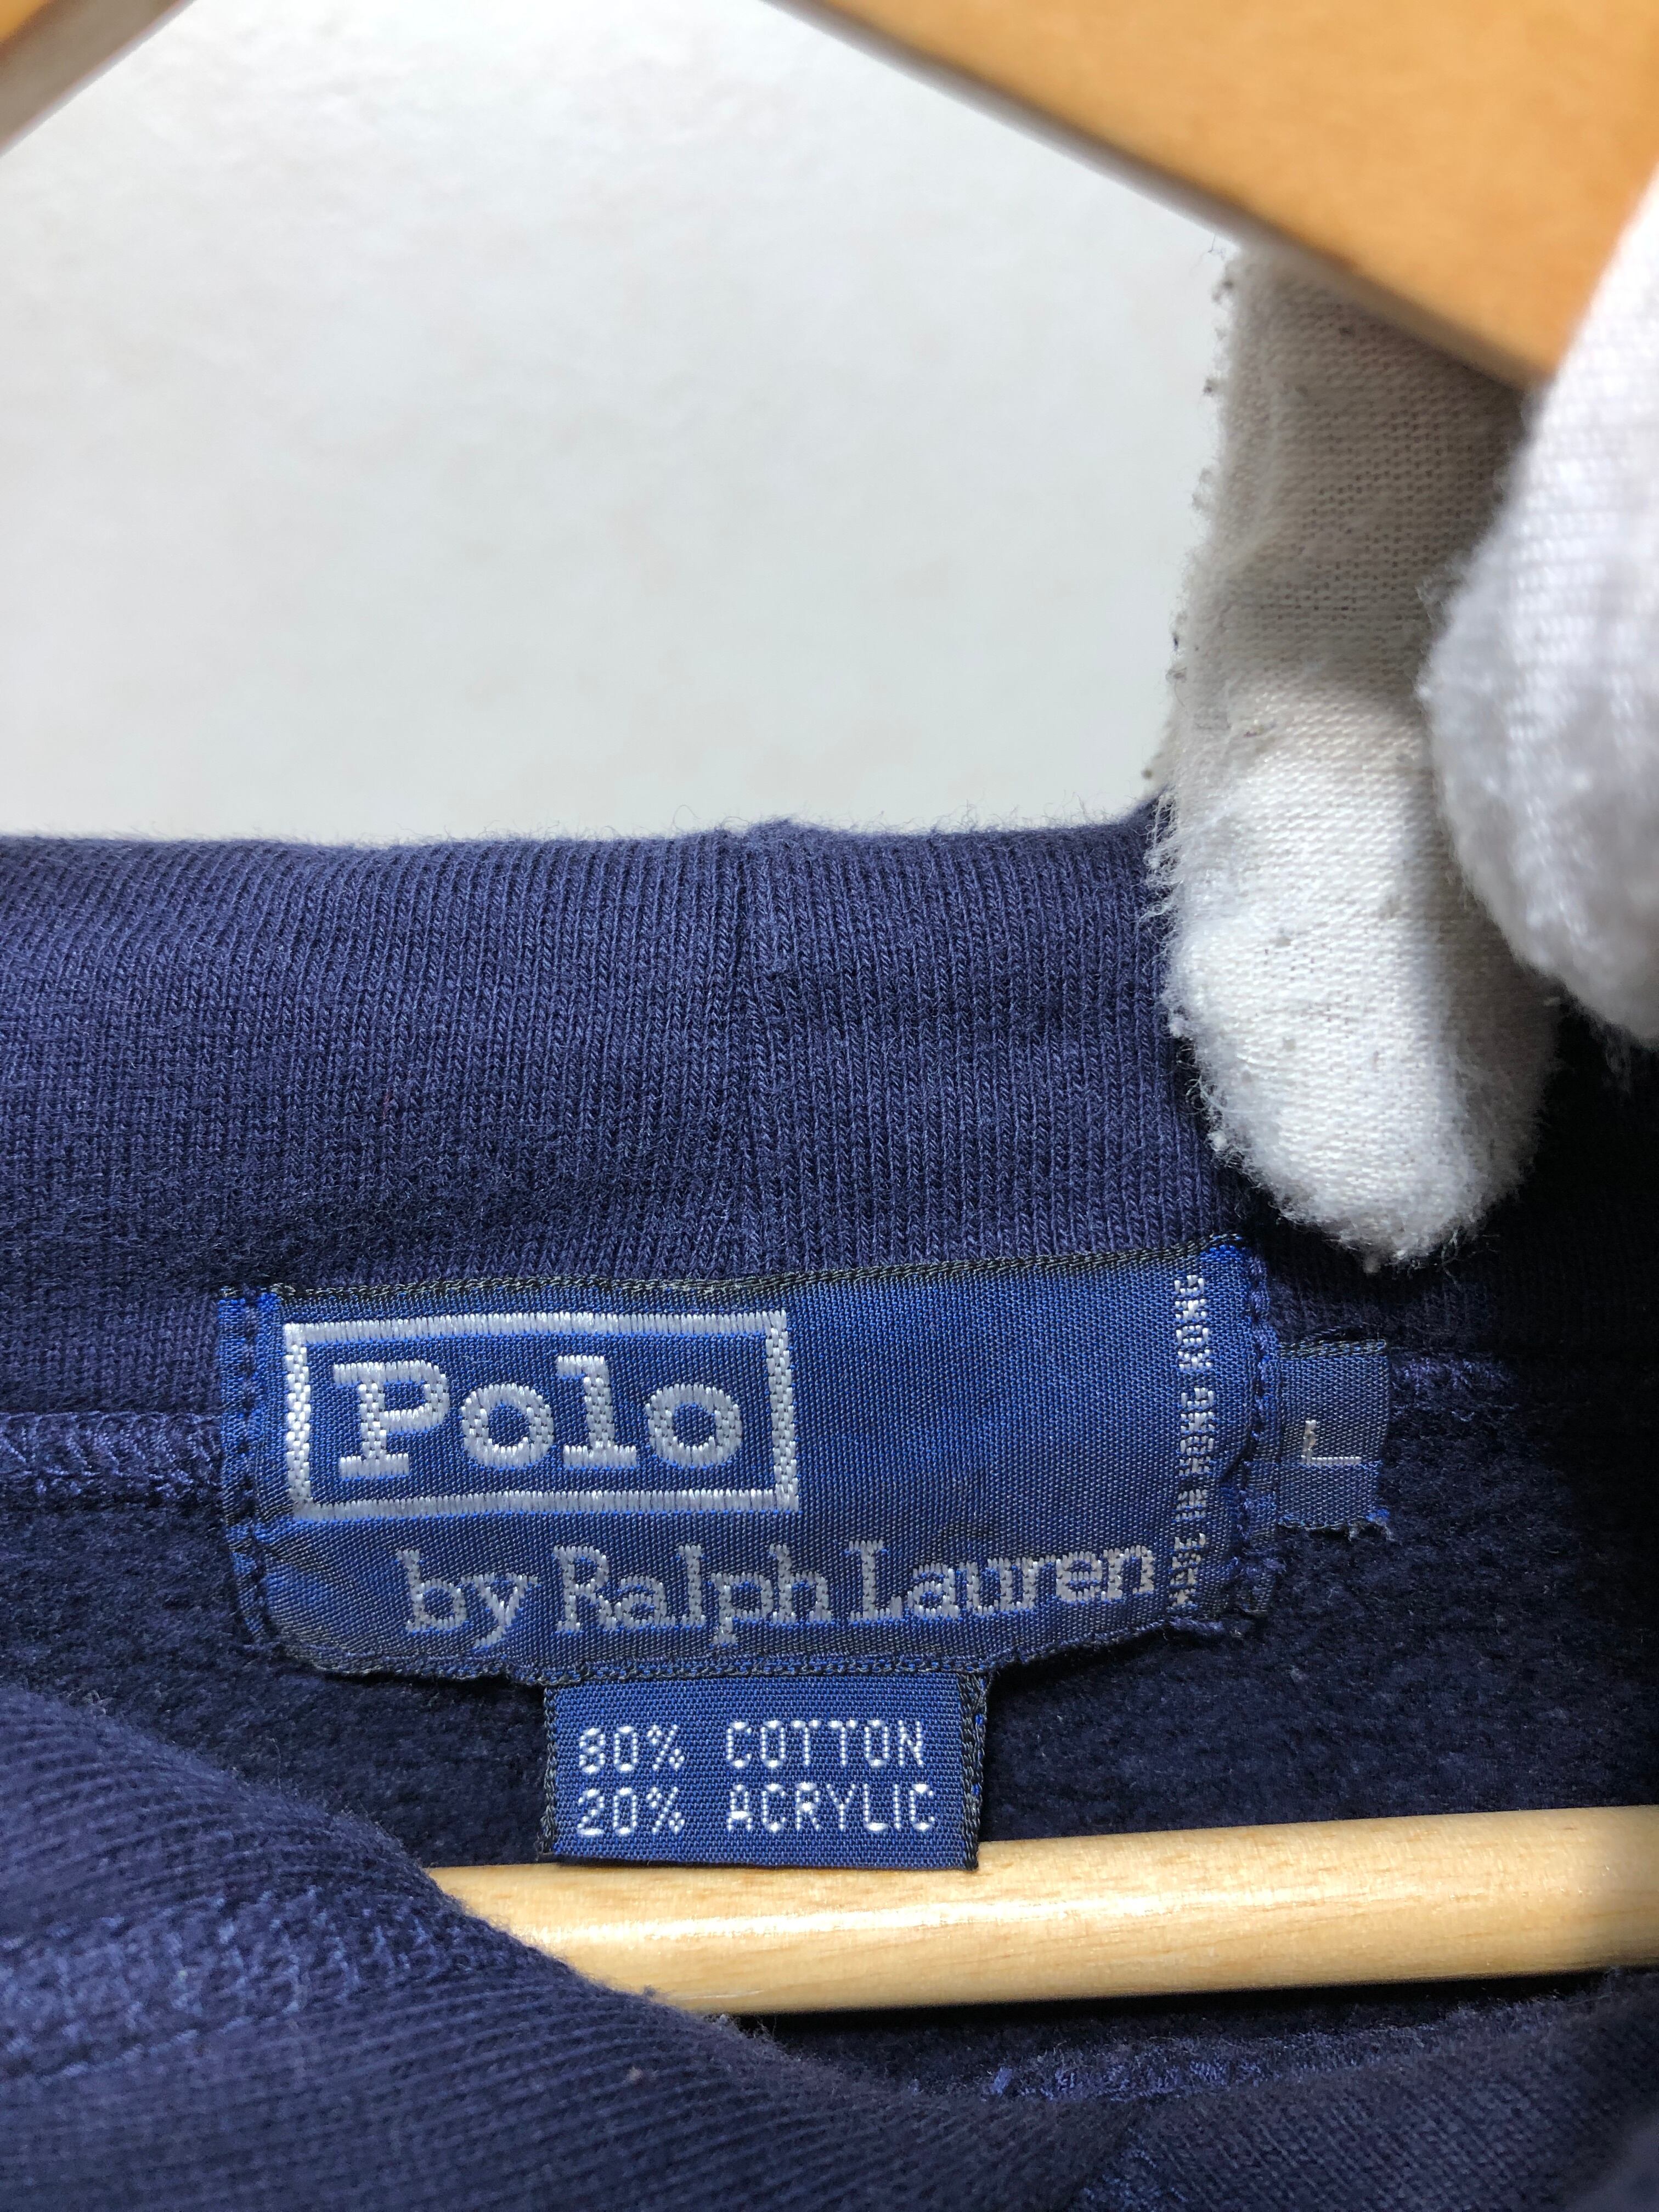 Polo
by Ralph Lauren
MADE IN HONG KONG
L
80% COTTON
20% ACRYLIC